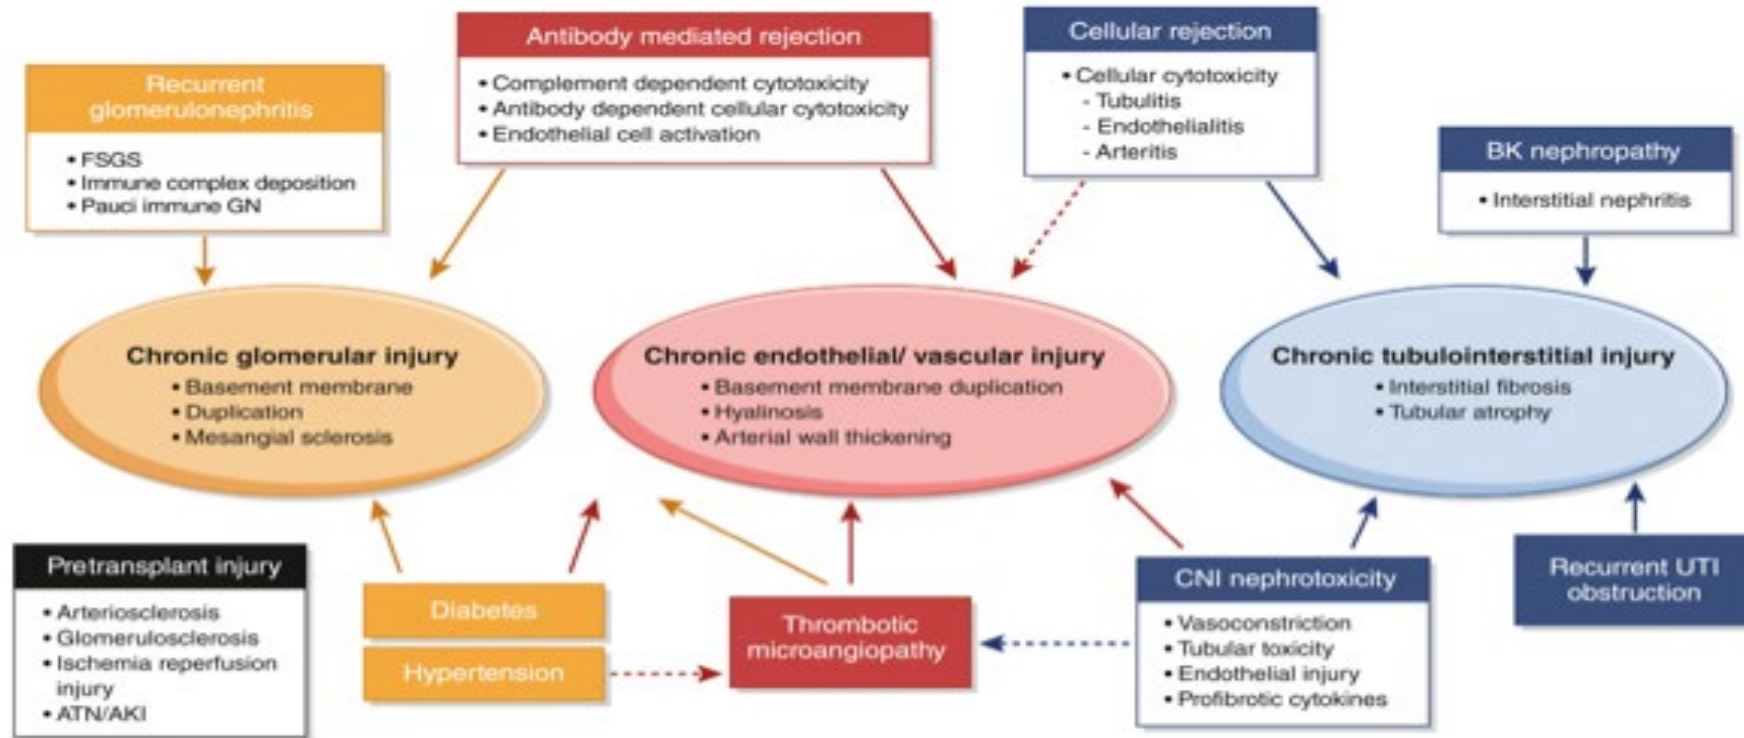 Recurrent
glomerulonephritis
• FSGS
• Immune complex deposition
• Pauci immune GN
Antibody mediated rejection
• Complement dependent cytotoxicity
• Antibody dependent cellular cytotoxicity
• Endothelial cell activation
Cellular rejection
• Cellular cytotoxicity
- Tubulitis
- Endothelialitis
- Arteritis
BK nephropathy
• Interstitial nephritis
Chronic glomerular injury
• Basement membrane
• Duplication
• Mesangial sclerosis
Chronic endothelial/ vascular injury
• Basement membrane duplication
• Hyalinosis
• Arterial wall thickening
Chronic tubulointerstitial injury
• Interstitial fibrosis
• Tubular atrophy
Pretransplant injury
• Arteriosclerosis
• Glomerulosclerosis
• Ischemia reperfusion
injury
• ATN/AKI
Diabetes
Hypertension
Thrombotic
microangiopathy
CNI nephrotoxicity
• Vasoconstriction
• Tubular toxicity
• Endothelial injury
• Profibrotic cytokines
Recurrent UTI
obstruction